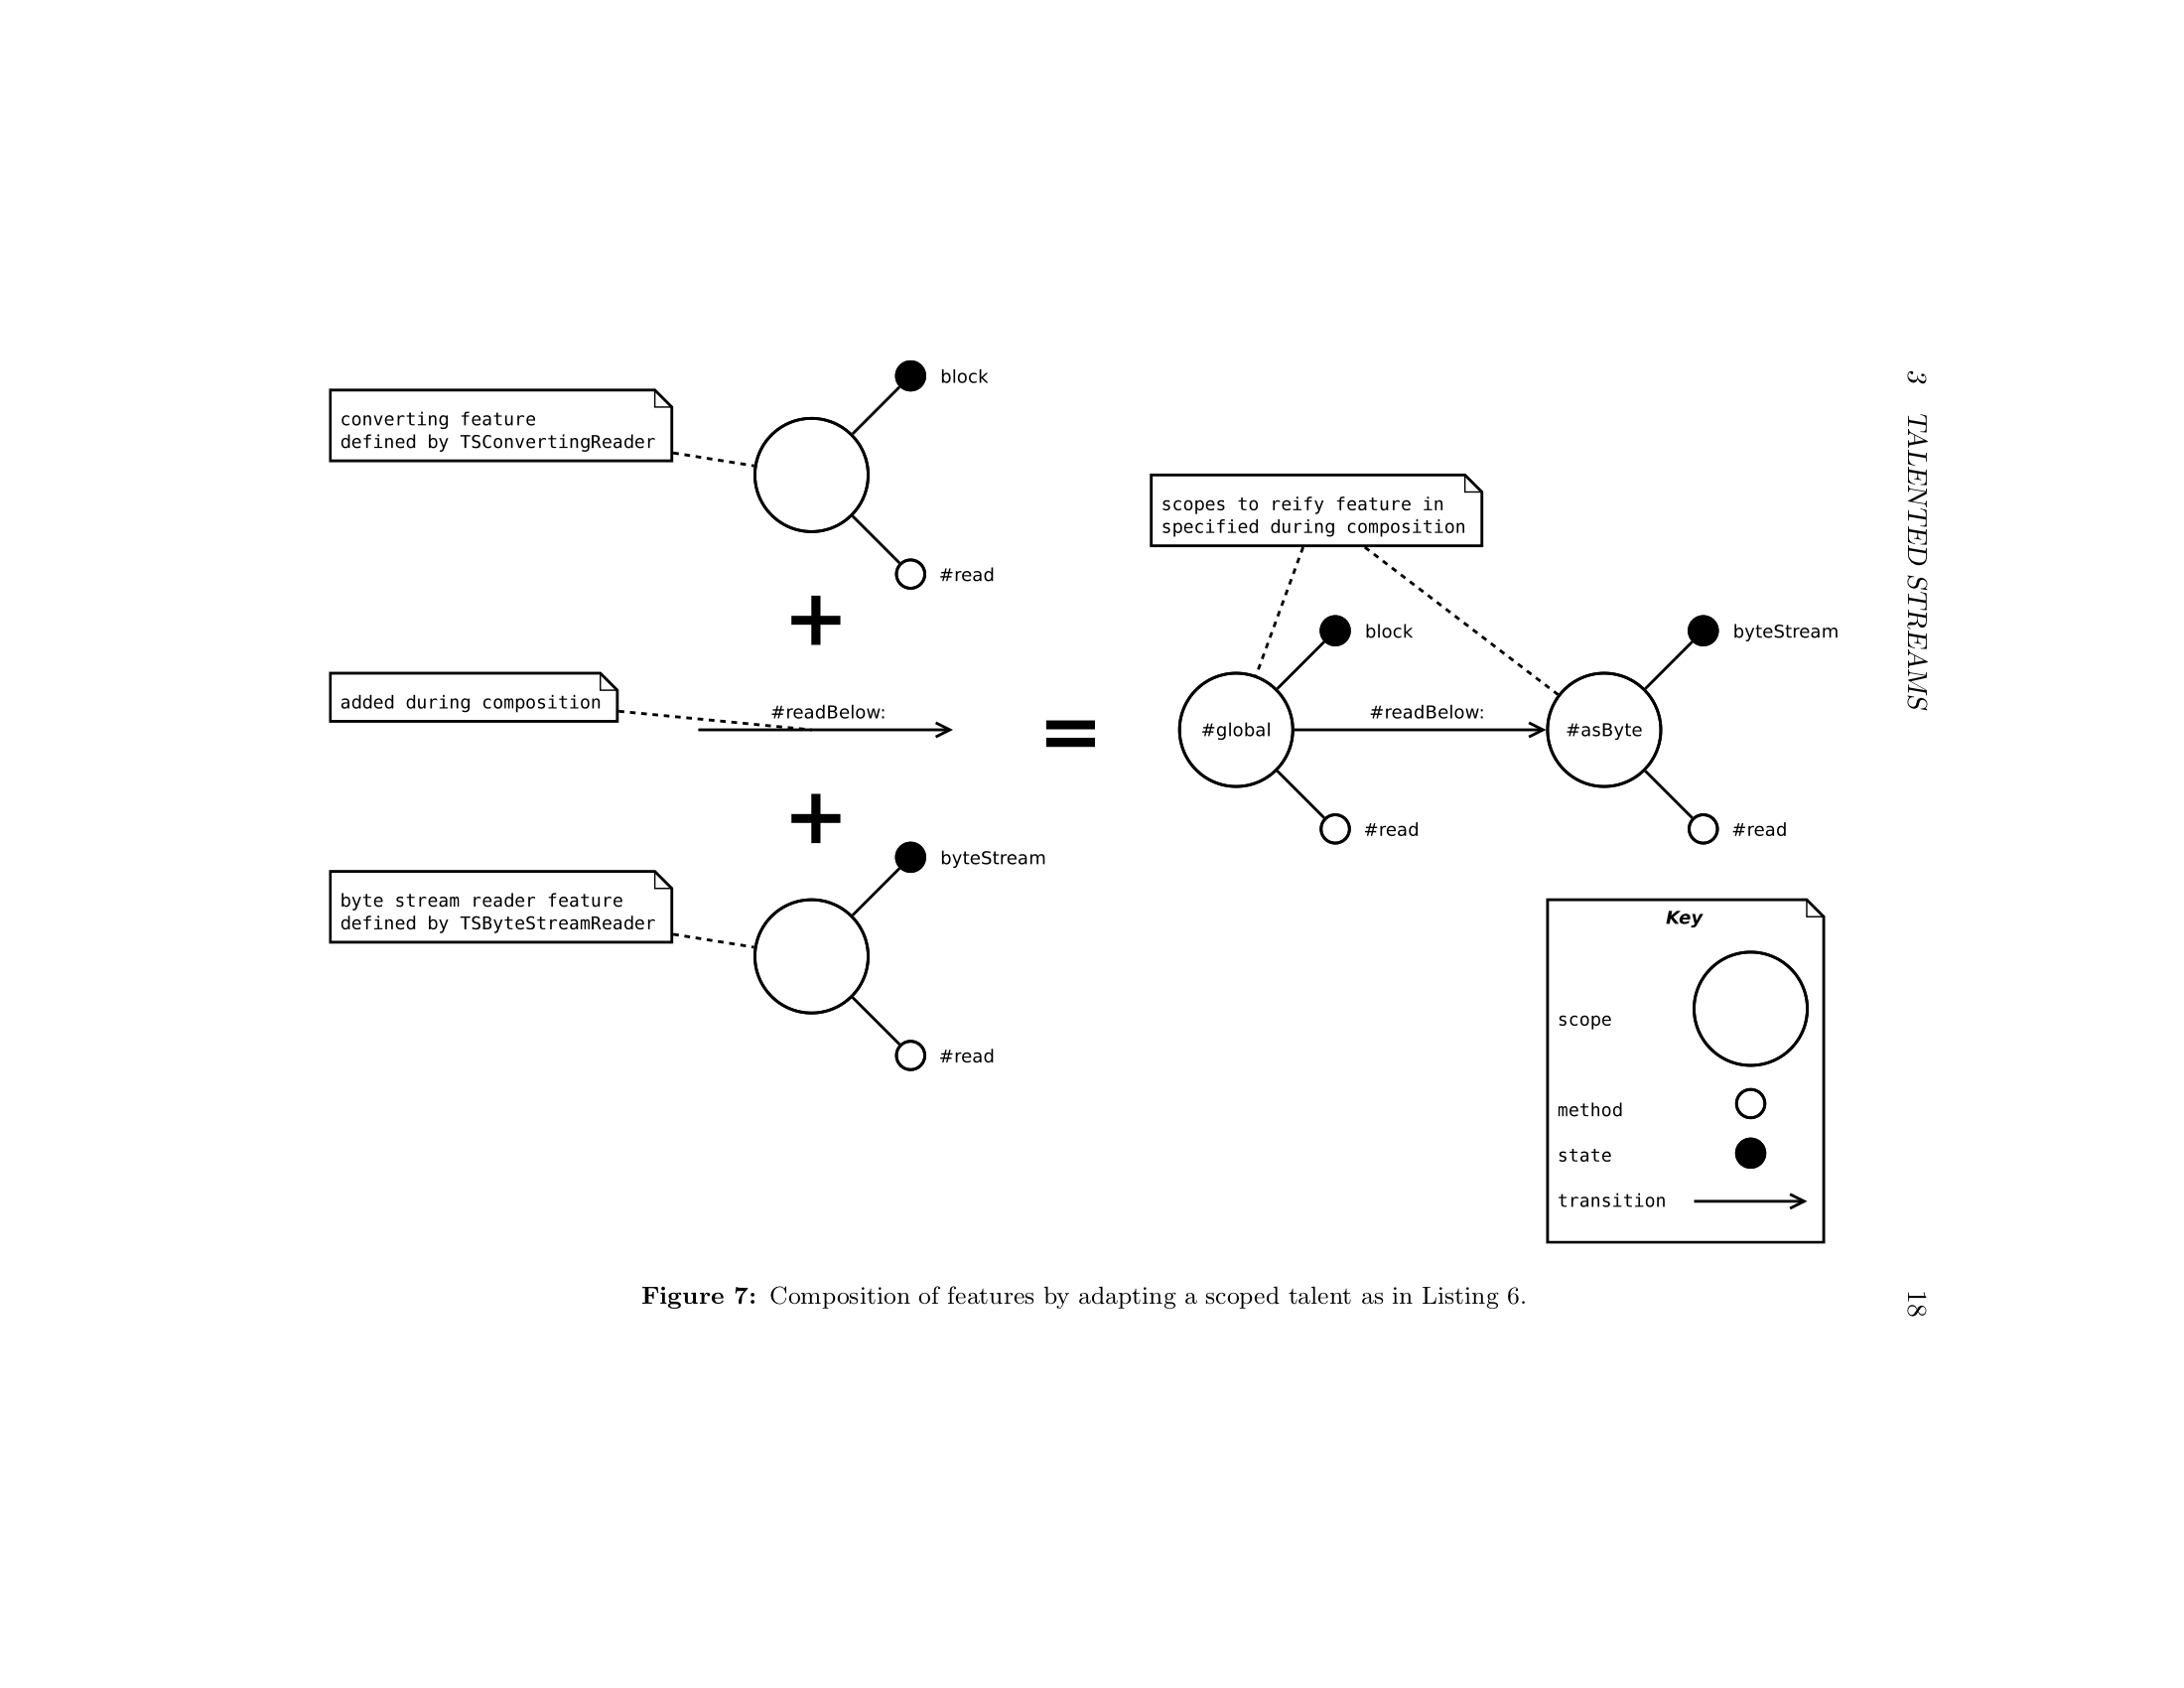 3 TALENTED STREAMS
18
block
converting feature
defined by TSConvertingReader
#read
+
added during composition
#readBelow:
+
byteStream
byte stream reader feature
defined by TSByteStreamReader
#read
=
scopes to reify feature in
specified during composition
block
byteStream
#global
#readBelow:
#asByte
#read
#read
Key
scope
method
state
transition
Figure 7: Composition of features by adapting a scoped talent as in Listing 6.